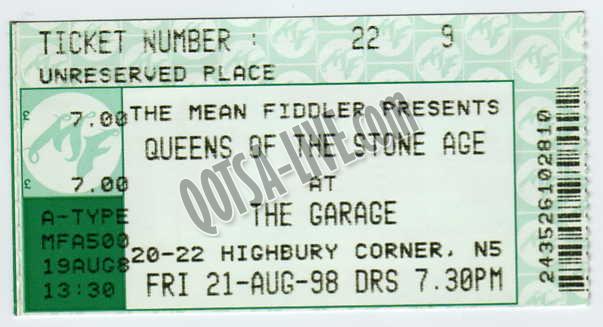 TICKET NUMBER : 22 9
UNRESERVED PLACE
£ 7.00
£ 7.00
A-TYPE
MFA500
19AUG8
13:30
THE MEAN FIDDLER PRESENTS
QUEENS OF THE STONE AGE
AT
THE GARAGE
20-22 HIGHBURY CORNER, N5
FRI 21-AUG-98 DRS 7.30PM
243526102810
QOTSA-LIVE.com
MF